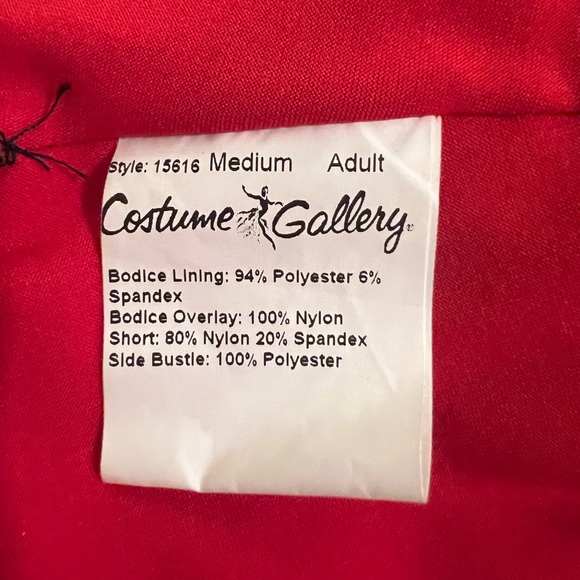 Style: 15616 Medium Adult
Costume Gallery
Bodice Lining: 94% Polyester 6%
Spandex
Bodice Overlay: 100% Nylon
Short: 80% Nylon 20% Spandex
Side Bustle: 100% Polyester